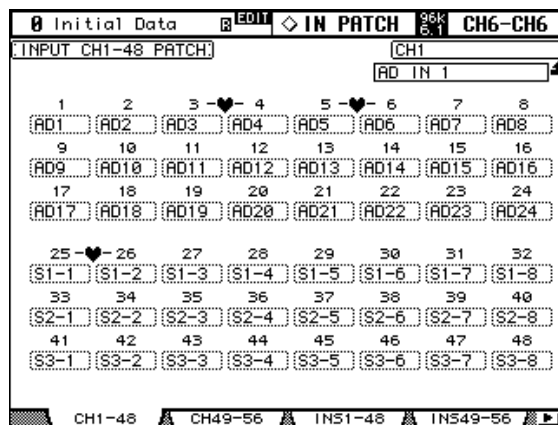 0 Initial Data EDIT IN PATCH 96k 6.1 CH6-CH6
INPUT CH1-48 PATCH
CH1
AD IN 1
1 2 3 - ♥ - 4 5 - ♥ - 6 7 8
AD1 AD2 AD3 AD4 AD5 AD6 AD7 AD8
9 10 11 12 13 14 15 16
AD9 AD10 AD11 AD12 AD13 AD14 AD15 AD16
17 18 19 20 21 22 23 24
AD17 AD18 AD19 AD20 AD21 AD22 AD23 AD24
25 - ♥ - 26 27 28 29 30 31 32
S1-1 S1-2 S1-3 S1-4 S1-5 S1-6 S1-7 S1-8
33 34 35 36 37 38 39 40
S2-1 S2-2 S2-3 S2-4 S2-5 S2-6 S2-7 S2-8
41 42 43 44 45 46 47 48
S3-1 S3-2 S3-3 S3-4 S3-5 S3-6 S3-7 S3-8
CH1-48 CH49-56 INS1-48 INS49-56